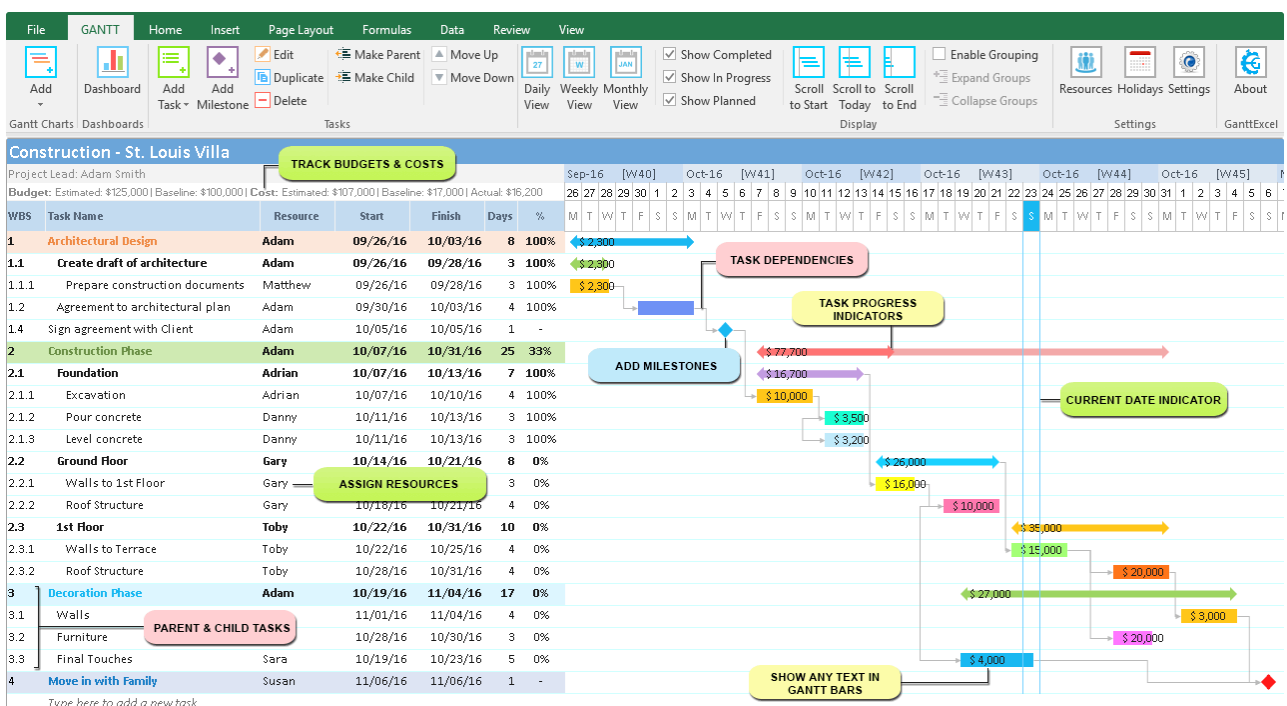 File GANTT Home Insert Page Layout Formulas Data Review View
Add Dashboard Add Task Add Milestone
Edit Duplicate Delete
Make Parent Make Child
Move Up Move Down
27 W JAN
Daily View Weekly View Monthly View
Show Completed
Show In Progress
Show Planned
Scroll to Start Scroll to Today Scroll to End
Enable Grouping
Expand Groups
Collapse Groups
Resources Holidays Settings About
Gantt Charts Dashboards Tasks Display Settings GanttExcel
Construction - St. Louis Villa
TRACK BUDGETS & COSTS
Project Lead: Adam Smith
Sep-16 [W40] Oct-16 [W41] Oct-16 [W42] Oct-16 [W43] Oct-16 [W44] Oct-16 [W45]
Budget: Estimated: $125,000 | Baseline: $100,000 | Cost: Estimated: $107,000 | Baseline: $17,000 | Actual: $16,200
26 27 28 29 30 1 2 3 4 5 6 7 8 9 10 11 12 13 14 15 16 17 18 19 20 21 22 23 24 25 26 27 28 29 30 31 1 2 3 4 5 6
WBS Task Name Resource Start Finish Days %
M T W T F S S M T W T F S S M T W T F S S M T W T F S S M T W T F S S M T W T F S S
1 Architectural Design Adam 09/26/16 10/03/16 8 100% $ 2,300
1.1 Create draft of architecture Adam 09/26/16 09/28/16 3 100% $ 2,300
TASK DEPENDENCIES
1.1.1 Prepare construction documents Matthew 09/26/16 09/28/16 3 100% $ 2,300
1.2 Agreement to architectural plan Adam 09/30/16 10/03/16 4 100%
TASK PROGRESS
INDICATORS
1.4 Sign agreement with Client Adam 10/05/16 10/05/16 1 -
2 Construction Phase Adam 10/07/16 10/31/16 25 33% $ 77,700
ADD MILESTONES
2.1 Foundation Adrian 10/07/16 10/13/16 7 100% $ 16,700
2.1.1 Excavation Adrian 10/07/16 10/10/16 4 100% $ 10,000
CURRENT DATE INDICATOR
2.1.2 Pour concrete Danny 10/11/16 10/13/16 3 100% $ 3,500
2.1.3 Level concrete Danny 10/11/16 10/13/16 3 100% $ 3,200
2.2 Ground Floor Gary 10/14/16 10/21/16 8 0% $ 26,000
2.2.1 Walls to 1st Floor Gary 3 0% $ 16,000
ASSIGN RESOURCES
2.2.2 Roof Structure Gary 10/18/16 10/21/16 4 0% $ 10,000
2.3 1st Floor Toby 10/22/16 10/31/16 10 0% $ 35,000
2.3.1 Walls to Terrace Toby 10/22/16 10/25/16 4 0% $ 15,000
2.3.2 Roof Structure Toby 10/28/16 10/31/16 4 0% $ 20,000
3 Decoration Phase Adam 10/19/16 11/04/16 17 0% $ 27,000
3.1 Walls 11/01/16 11/04/16 4 0% $ 3,000
PARENT & CHILD TASKS
3.2 Furniture 10/28/16 10/30/16 3 0% $ 20,000
3.3 Final Touches Sara 10/19/16 10/23/16 5 0% $ 4,000
SHOW ANY TEXT IN
GANTT BARS
4 Move in with Family Susan 11/06/16 11/06/16 1 -
Type here to add a new task